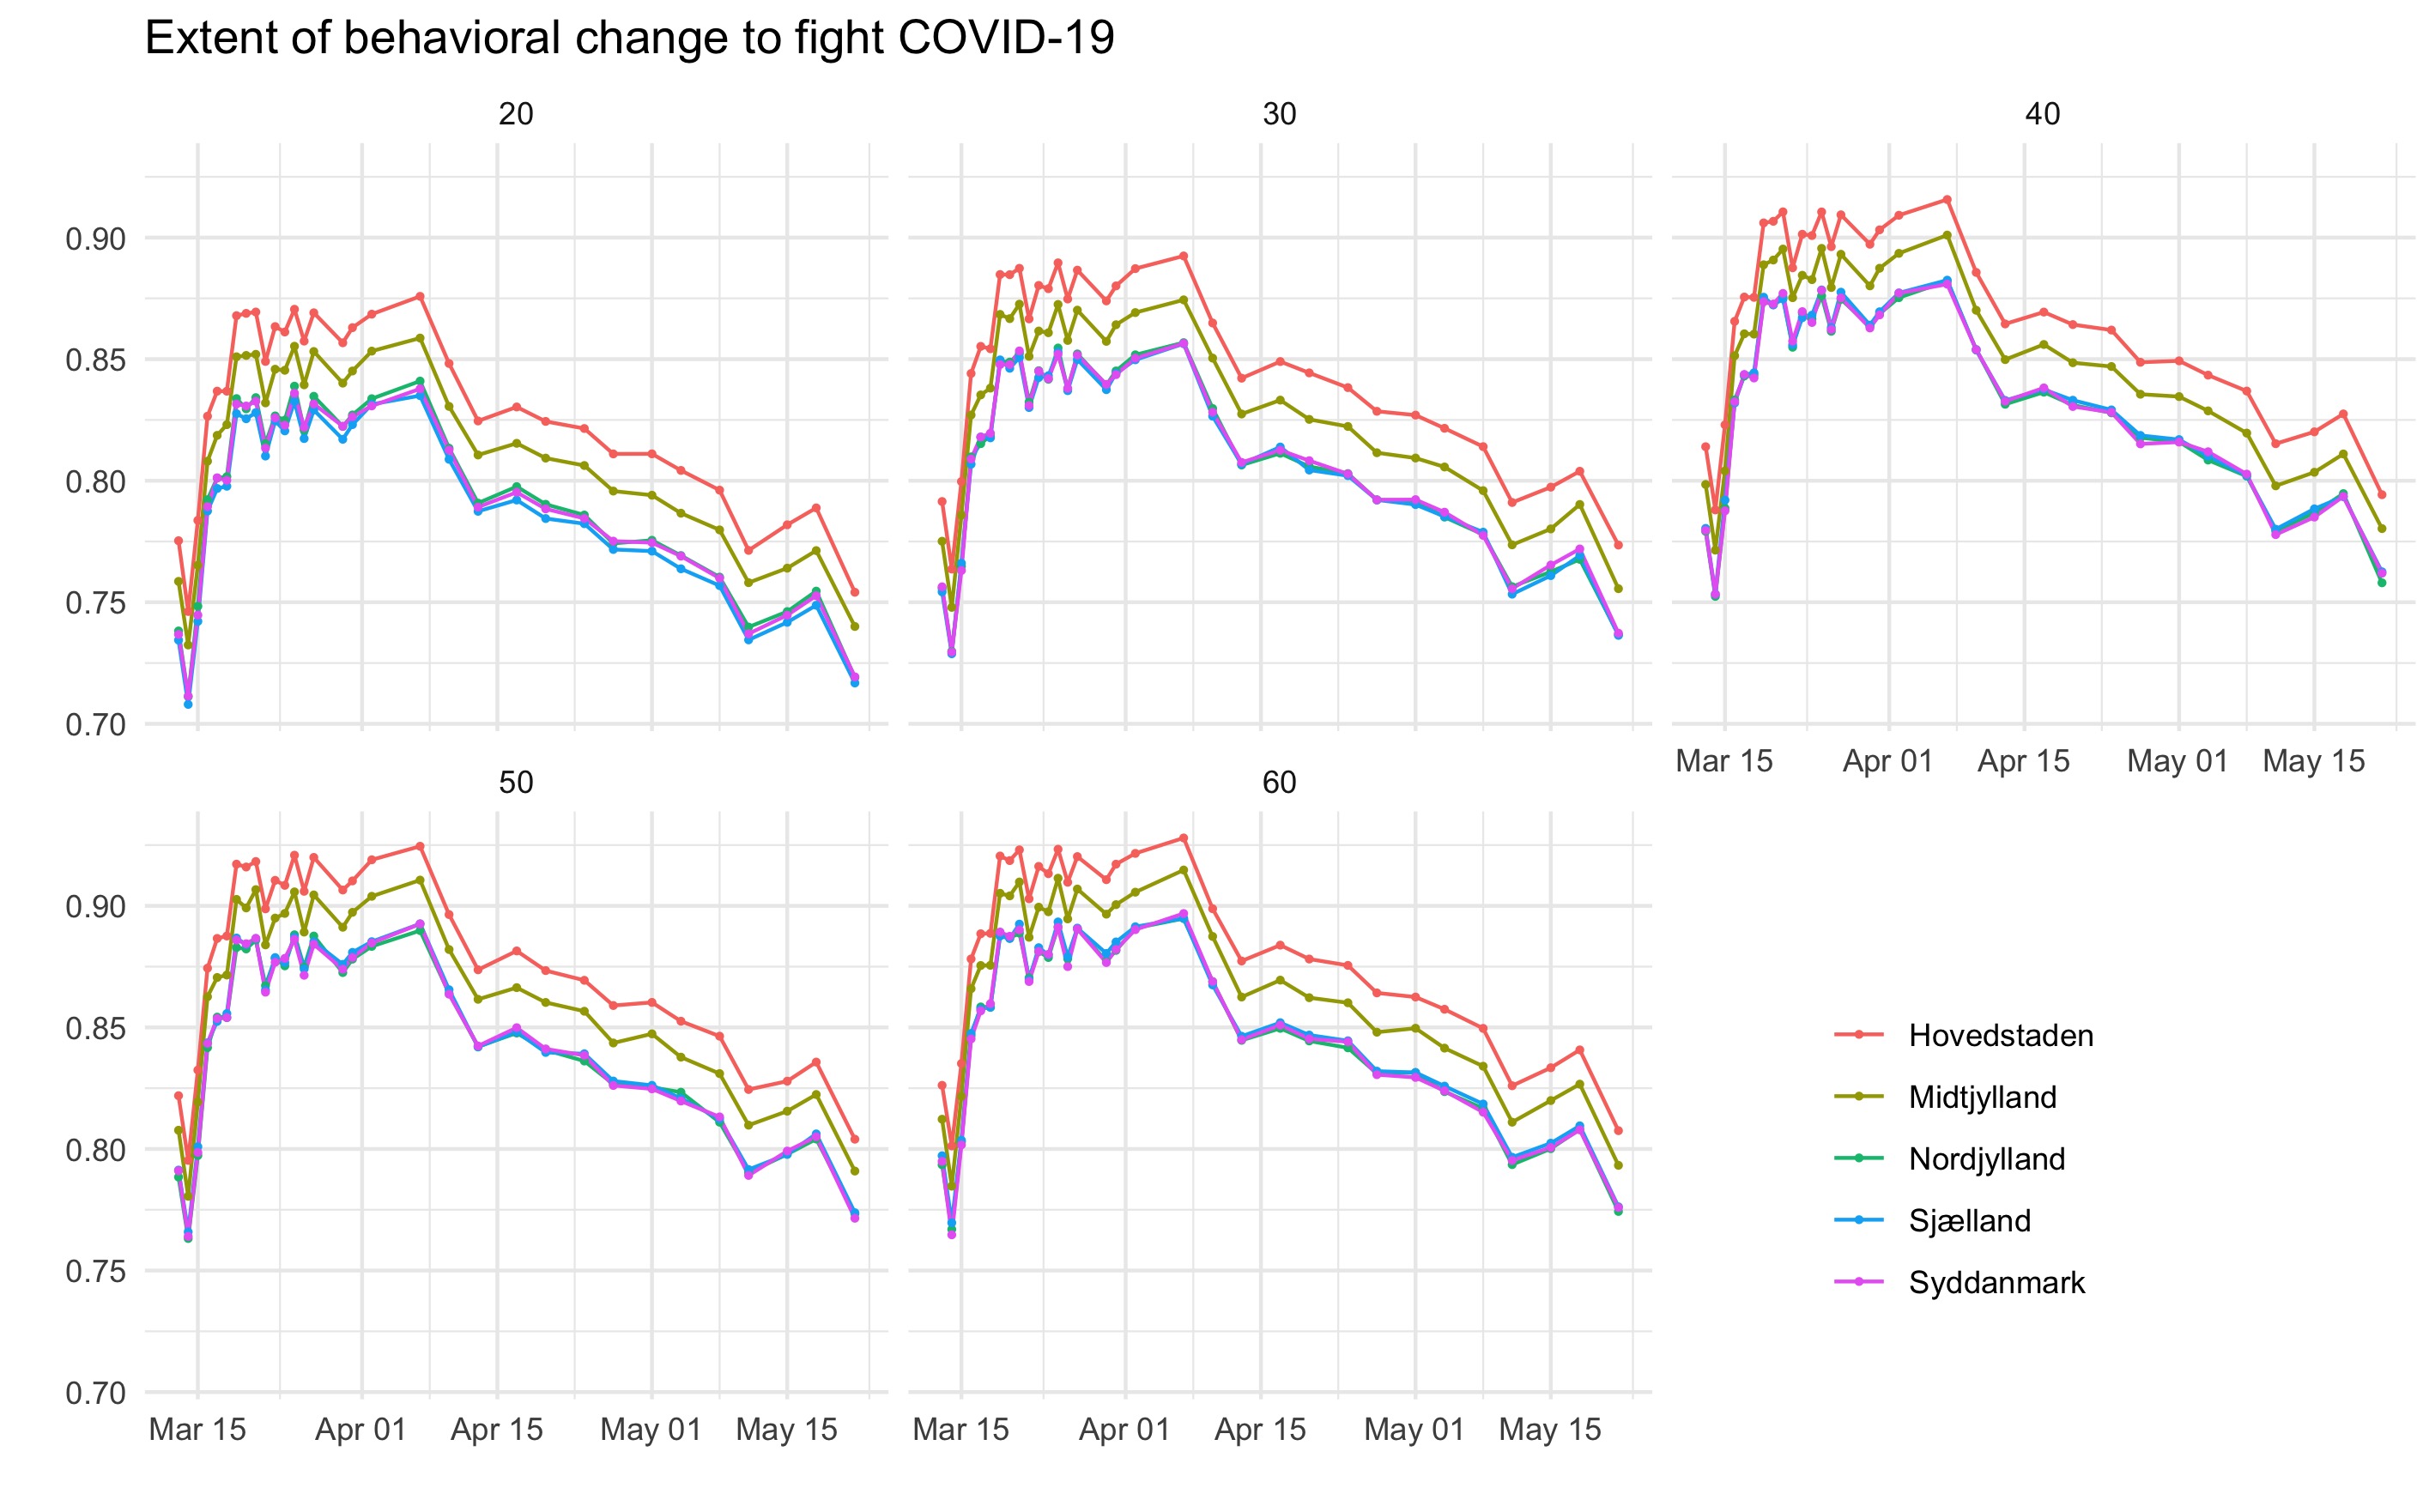 Extent of behavioral change to fight COVID-19
20 30 40
0.90
0.85
0.80
0.75
0.70
Mar 15 Apr 01 Apr 15 May 01 May 15
50 60
0.90
0.85
0.80
0.75
0.70
Mar 15 Apr 01 Apr 15 May 01 May 15 Mar 15 Apr 01 Apr 15 May 01 May 15
Hovedstaden
Midtjylland
Nordjylland
Sjælland
Syddanmark